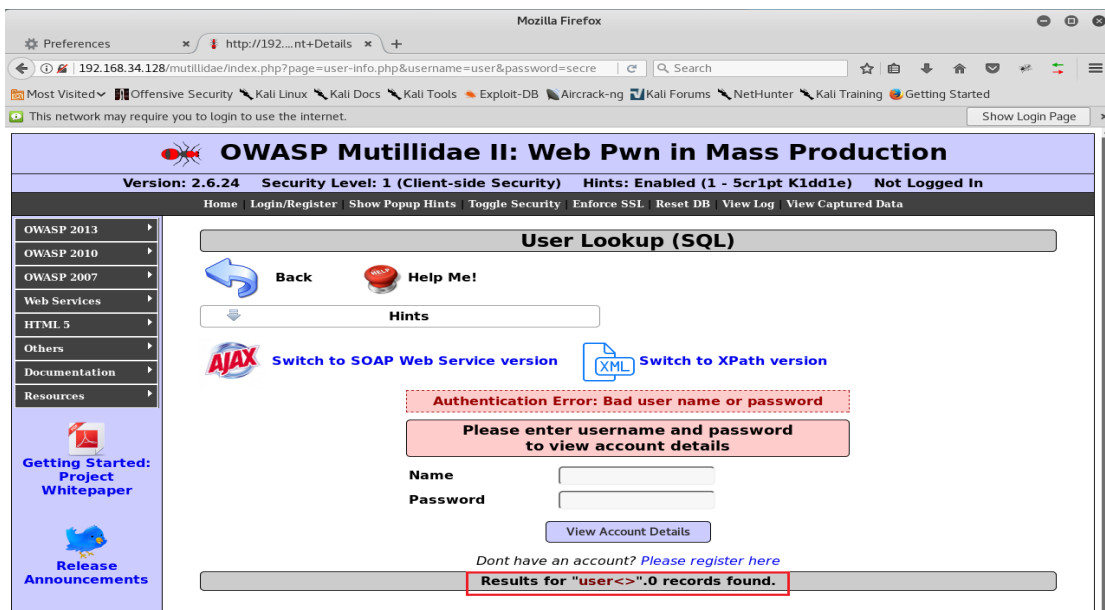 Mozilla Firefox
Preferences
http://192....nt+Details
192.168.34.128/mutillidae/index.php?page=user-info.php&username=user&password=secre
Search
Most Visited Offensive Security Kali Linux Kali Docs Kali Tools Exploit-DB Aircrack-ng Kali Forums NetHunter Kali Training Getting Started
This network may require you to login to use the internet.
Show Login Page
OWASP Mutillidae II: Web Pwn in Mass Production
Version: 2.6.24 Security Level: 1 (Client-side Security) Hints: Enabled (1 - 5cr1pt K1dd1e) Not Logged In
Home | Login/Register | Show Popup Hints | Toggle Security | Enforce SSL | Reset DB | View Log | View Captured Data
OWASP 2013
OWASP 2010
OWASP 2007
Web Services
HTML 5
Others
Documentation
Resources
Getting Started:
Project
Whitepaper
Release
Announcements
User Lookup (SQL)
Back
HELP
Help Me!
Hints
AJAX
Switch to SOAP Web Service version
XML
Switch to XPath version
Authentication Error: Bad user name or password
Please enter username and password
to view account details
Name
Password
View Account Details
Dont have an account? Please register here
Results for "user<>".0 records found.